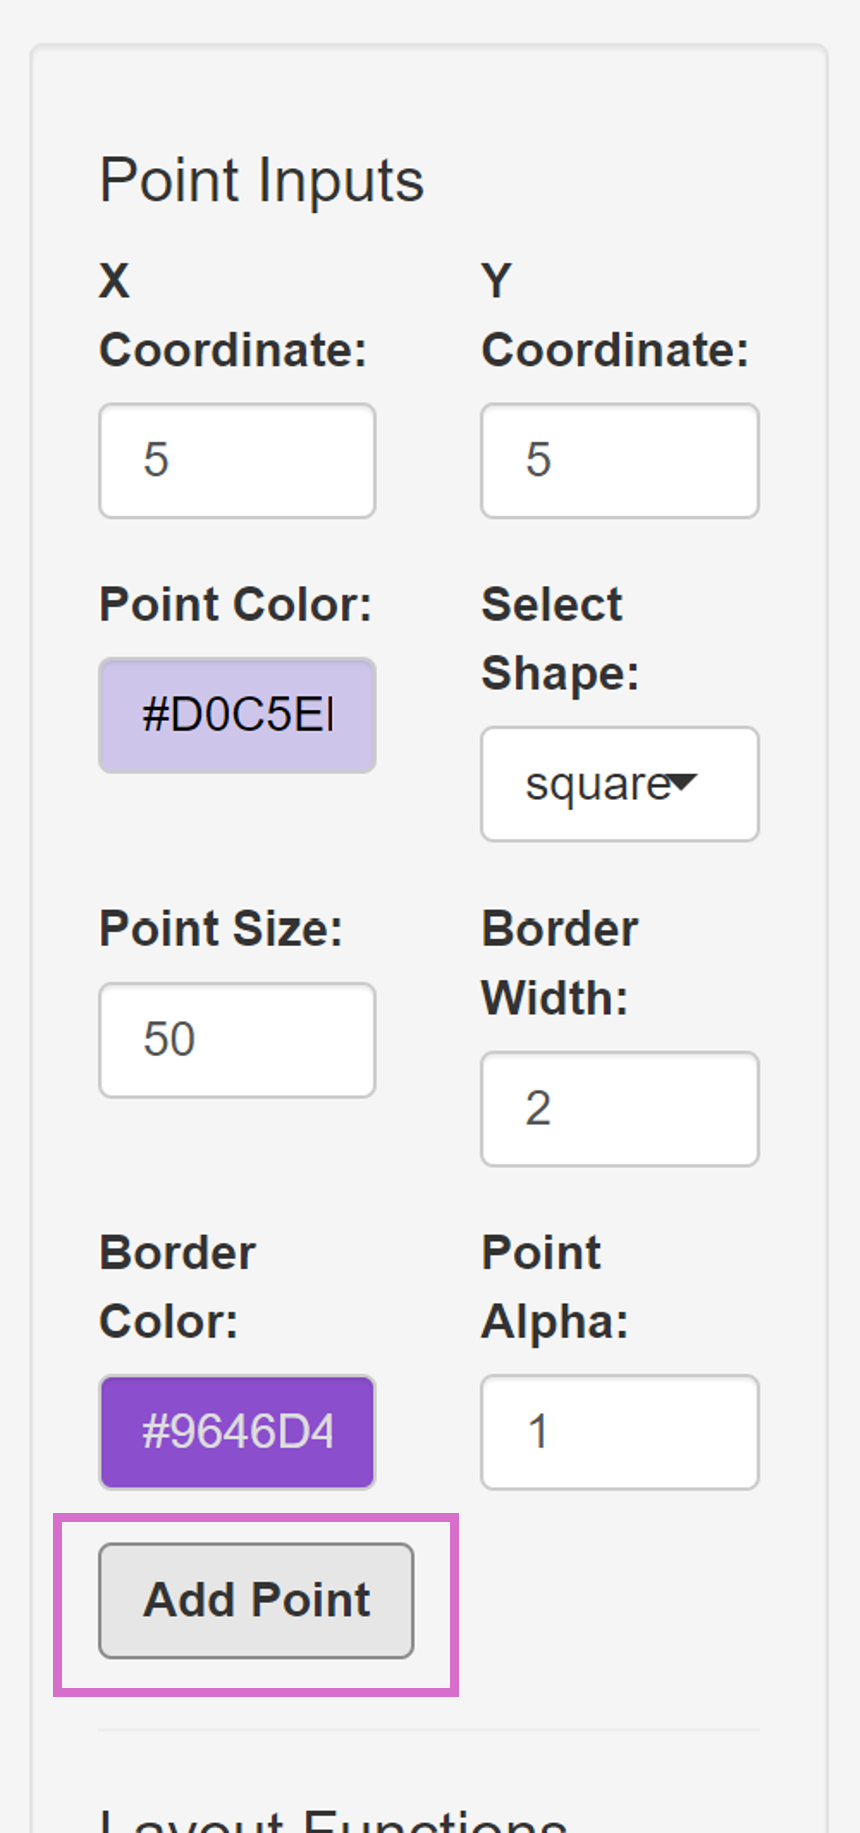 Point Inputs
X
Coordinate:
5
Y
Coordinate:
5
Point Color:
#D0C5E
Select
Shape:
square
Point Size:
50
Border
Width:
2
Border
Color:
#9646D4
Point
Alpha:
1
Add Point
Layout Functions